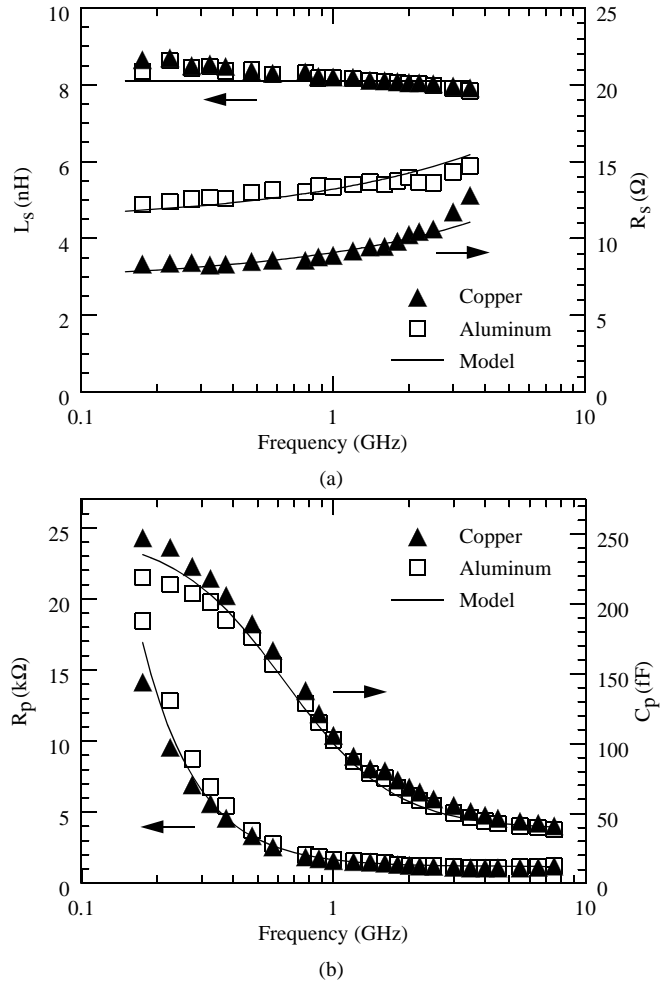 10
8
6
4
2
0
L_s (nH)
25
20
15
10
5
0
R_s (Ω)
Copper
Aluminum
Model
0.1
1
10
Frequency (GHz)
(a)
25
20
15
10
5
0
R_p (kΩ)
250
200
150
100
50
0
C_p (fF)
Copper
Aluminum
Model
0.1
1
10
Frequency (GHz)
(b)